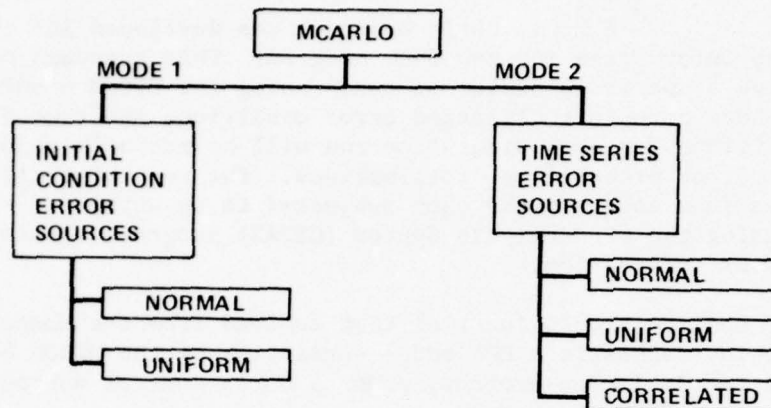 MCARLO
MODE 1
MODE 2
INITIAL
CONDITION
ERROR
SOURCES
NORMAL
UNIFORM
TIME SERIES
ERROR
SOURCES
NORMAL
UNIFORM
CORRELATED